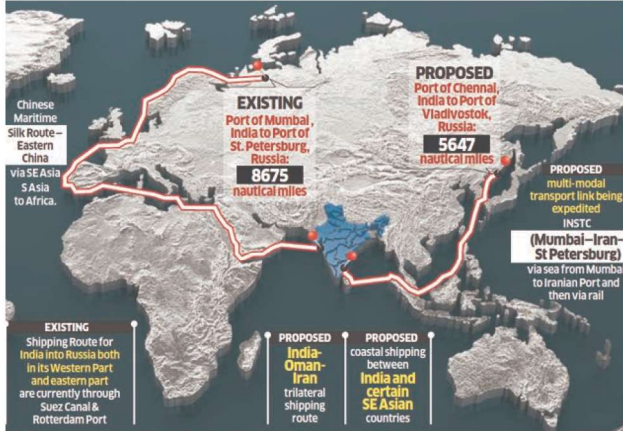 Chinese
Maritime
Silk Route–
Eastern
China
via SE Asia
S Asia
to Africa.
EXISTING
Port of Mumbai,
India to Port of
St. Petersburg,
Russia:
8675
nautical miles
PROPOSED
Port of Chennai,
India to Port of
Vladivostok,
Russia:
5647
nautical miles
PROPOSED
multi-modal
transport link being
expedited
INSTC
(Mumbai–Iran–
St Petersburg)
via sea from Mumbai
to Iranian Port and
then via rail
EXISTING
Shipping Route for
India into Russia both
in its Western Part
and eastern part
are currently through
Suez Canal &
Rotterdam Port
PROPOSED
India-
Oman-
Iran
trilateral
shipping
route
PROPOSED
coastal shipping
between
India and
certain
SE Asian
countries